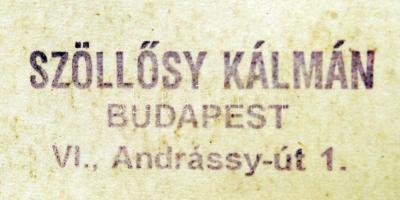 SZÖLLŐSY KÁLMÁN
BUDAPEST
VI., Andrássy-út 1.